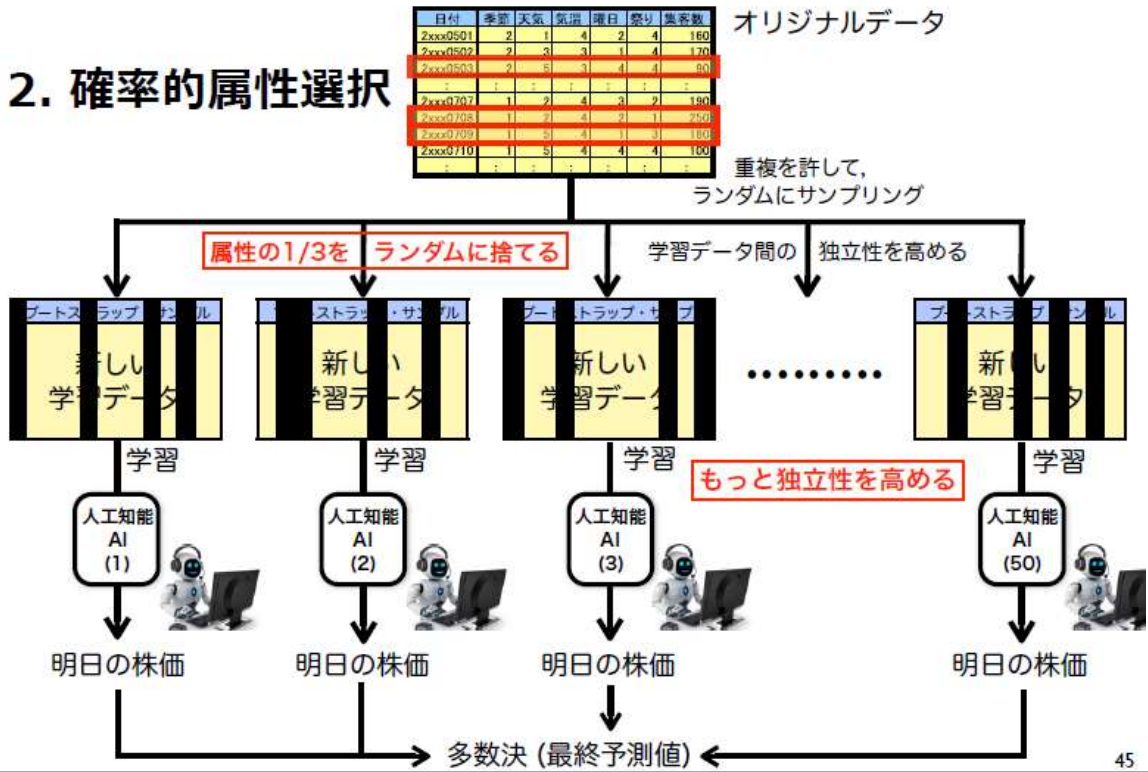 2. 確率的属性選択
オリジナルデータ
日付 季節 天気 気温 曜日 祭り 集客数
2xxx0501 2 1 4 2 4 160
2xxx0502 2 3 3 1 4 170
2xxx0503 2 5 3 4 4 90
: : : : : : :
2xxx0707 1 2 4 3 2 190
2xxx0708 1 2 4 2 1 250
2xxx0709 1 5 4 1 3 180
2xxx0710 1 5 4 4 4 100
: : : : : : :
重複を許して,
ランダムにサンプリング
属性の1/3を ランダムに捨てる
学習データ間の 独立性を高める
新しい
学習データ
新しい
学習データ
新しい
学習データ
・・・・・・・・・
新しい
学習データ
学習 学習 学習 学習
もっと独立性を高める
人工知能
AI
(1)
人工知能
AI
(2)
人工知能
AI
(3)
人工知能
AI
(50)
明日の株価 明日の株価 明日の株価 明日の株価
多数決 (最終予測値)
45